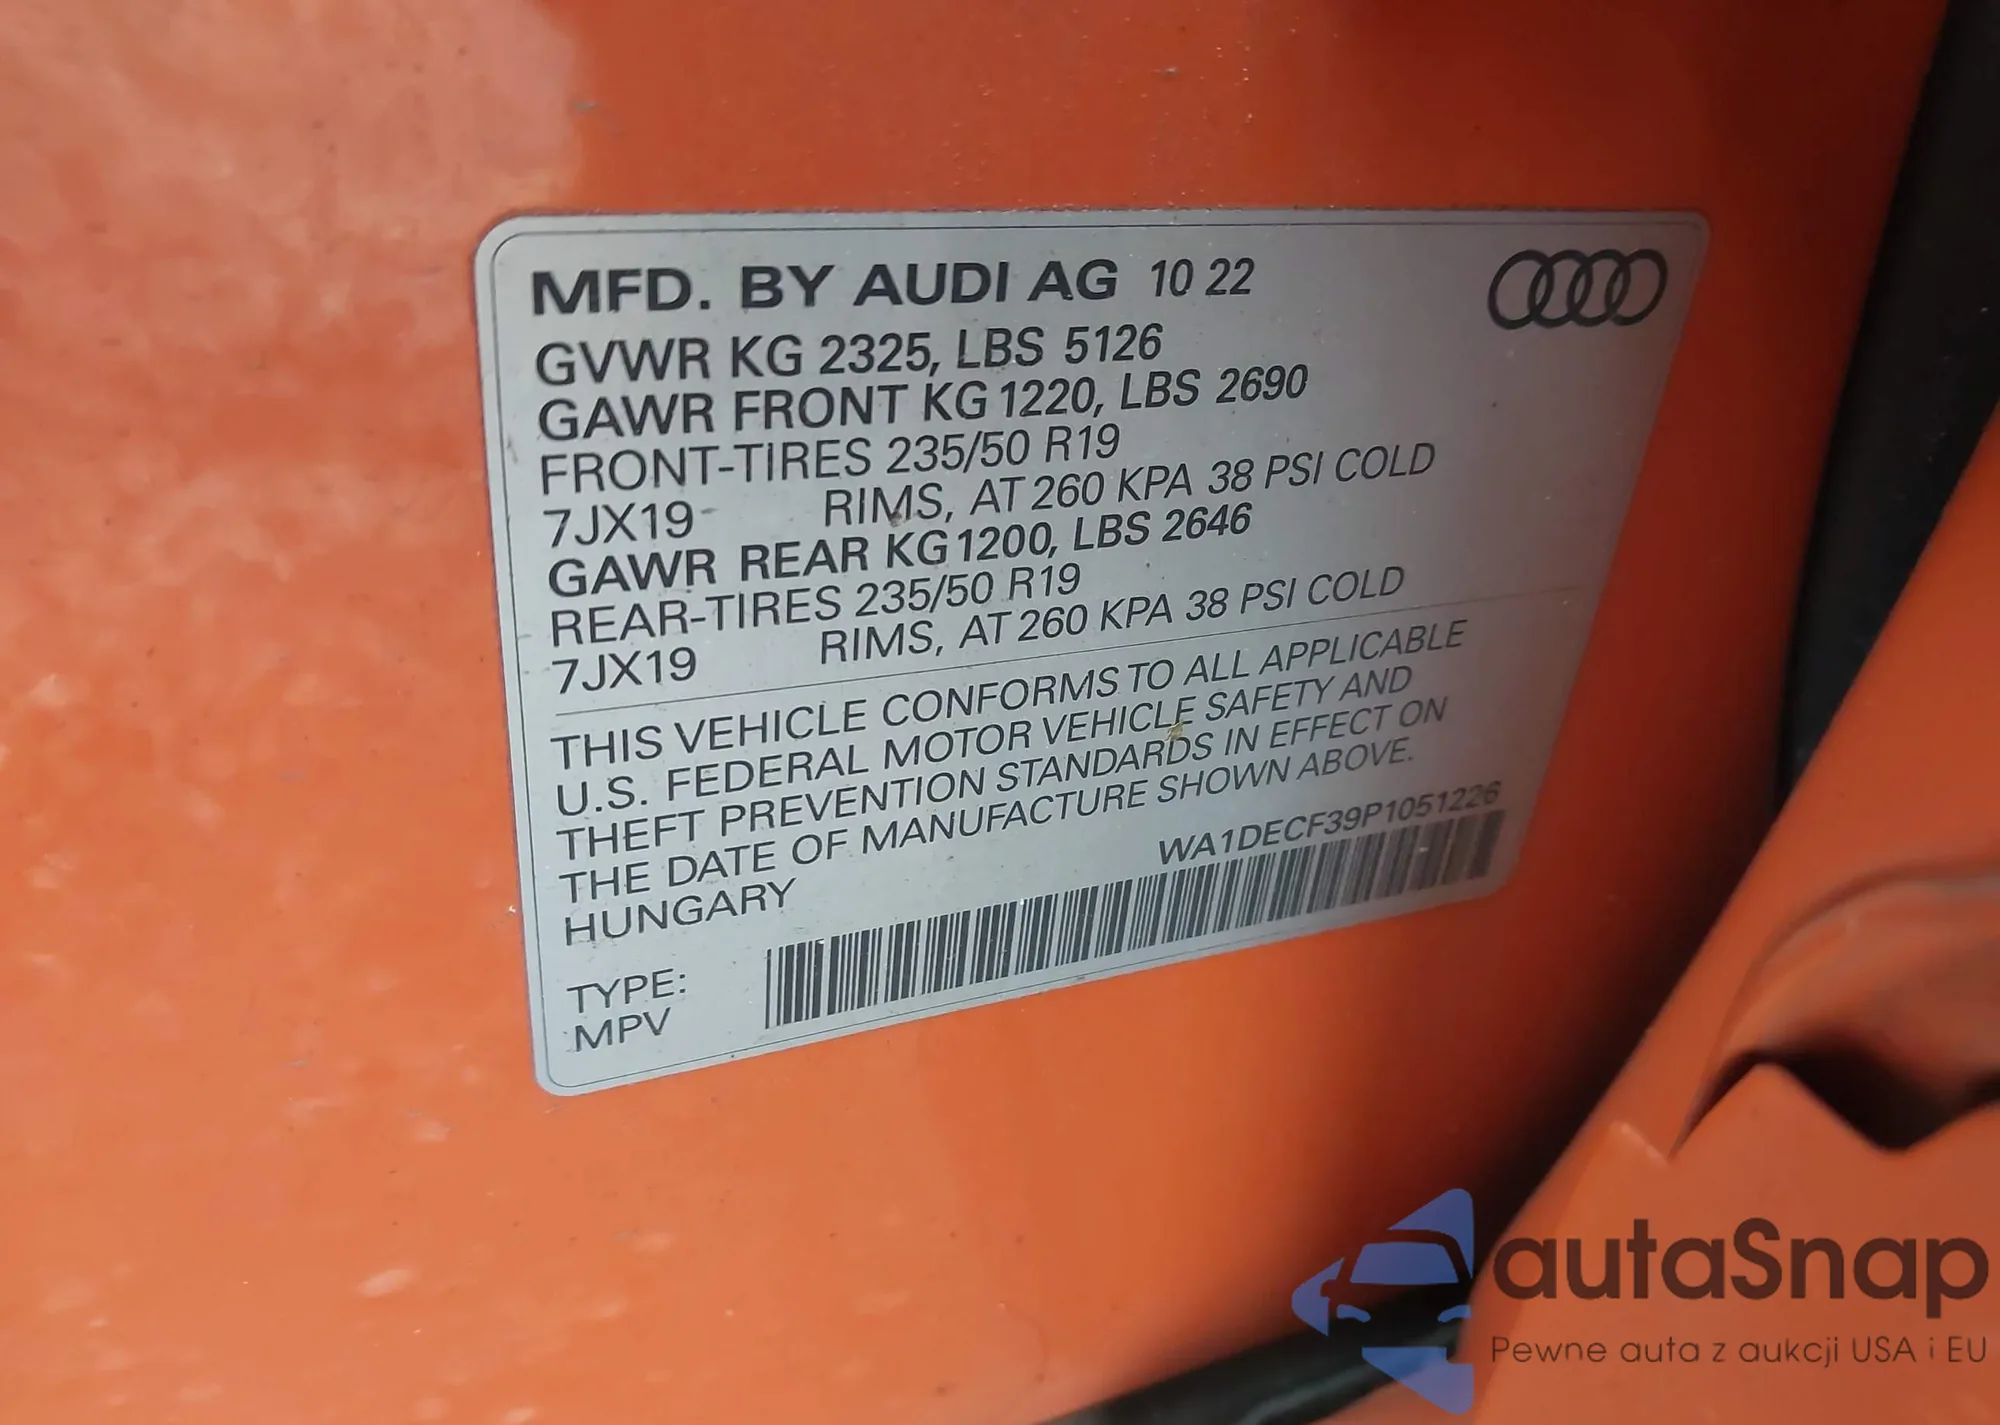 MFD. BY AUDI AG 10 22
GVWR KG 2325, LBS 5126
GAWR FRONT KG 1220, LBS 2690
FRONT-TIRES 235/50 R19
7JX19 RIMS, AT 260 KPA 38 PSI COLD
GAWR REAR KG 1200, LBS 2646
REAR-TIRES 235/50 R19
7JX19 RIMS, AT 260 KPA 38 PSI COLD
THIS VEHICLE CONFORMS TO ALL APPLICABLE
U.S. FEDERAL MOTOR VEHICLE SAFETY AND
THEFT PREVENTION STANDARDS IN EFFECT ON
THE DATE OF MANUFACTURE SHOWN ABOVE.
HUNGARY WA1DECF39P1051226
TYPE:
MPV
autaSnap
Pewne auta z aukcji USA i EU